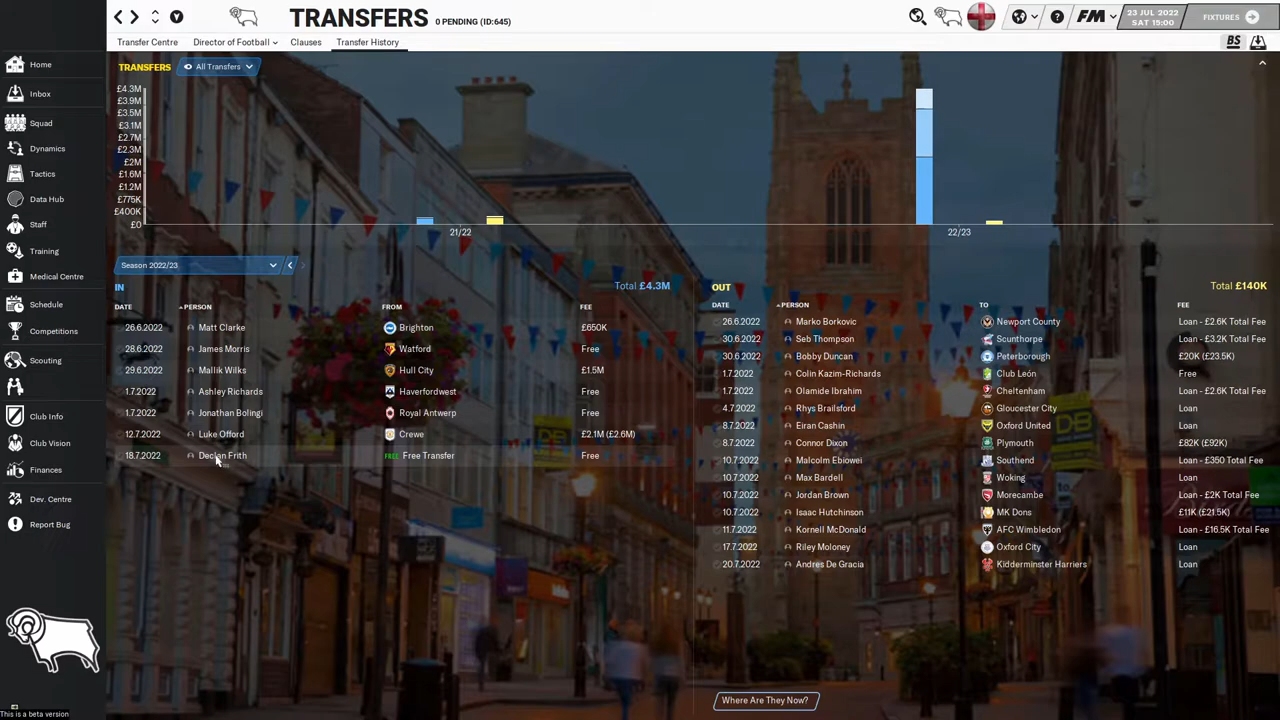 TRANSFERS 0 PENDING (ID:645)
FM
23 JUL 2022
SAT 15:00
FIXTURES
Transfer Centre Director of Football Clauses Transfer History
BS
TRANSFERS All Transfers
£4.3M
£3.9M
£3.5M
£3.1M
£2.7M
£2.3M
£2M
£1.6M
£1.2M
£775K
£400K
£0
21/22 22/23
Home
Inbox
Squad
Dynamics
Tactics
Data Hub
Staff
Training
Medical Centre
Schedule
Competitions
Scouting
Club Info
Club Vision
Finances
Dev. Centre
Report Bug
This is a beta version
Season 2022/23
IN Total £4.3M
DATE PERSON FROM FEE
26.6.2022 Matt Clarke Brighton £650K
28.6.2022 James Morris Watford Free
29.6.2022 Mallik Wilks Hull City £1.5M
1.7.2022 Ashley Richards Haverfordwest Free
1.7.2022 Jonathan Bolingi Royal Antwerp Free
12.7.2022 Luke Offord Crewe £2.1M (£2.6M)
18.7.2022 Declan Frith FREE Free Transfer Free
OUT Total £140K
DATE PERSON TO FEE
26.6.2022 Marko Borkovic Newport County Loan - £2.6K Total Fee
30.6.2022 Seb Thompson Scunthorpe Loan - £3.2K Total Fee
30.6.2022 Bobby Duncan Peterborough £20K (£23.5K)
1.7.2022 Colin Kazim-Richards Club León Free
1.7.2022 Olamide Ibrahim Cheltenham Loan - £2.6K Total Fee
4.7.2022 Rhys Brailsford Gloucester City Loan
8.7.2022 Eiran Cashin Oxford United Loan
8.7.2022 Connor Dixon Plymouth £82K (£92K)
10.7.2022 Malcolm Ebiowei Southend Loan - £350 Total Fee
10.7.2022 Max Bardell Woking Loan
10.7.2022 Jordan Brown Morecambe Loan - £2K Total Fee
10.7.2022 Isaac Hutchinson MK Dons £11K (£21.5K)
11.7.2022 Kornell McDonald AFC Wimbledon Loan - £16.5K Total Fee
17.7.2022 Riley Moloney Oxford City Loan
20.7.2022 Andres De Gracia Kidderminster Harriers Loan
Where Are They Now?